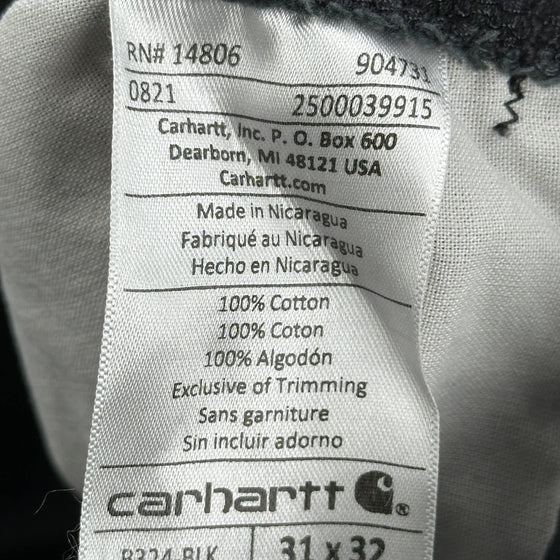 RN# 14806 904731
0821 2500039915
Carhartt, Inc. P. O. Box 600
Dearborn, MI 48121 USA
Carhartt.com
Made in Nicaragua
Fabriqué au Nicaragua
Hecho en Nicaragua
100% Cotton
100% Coton
100% Algodón
Exclusive of Trimming
Sans garniture
Sin incluir adorno
carhartt ®
B324-BLK 31 x 32